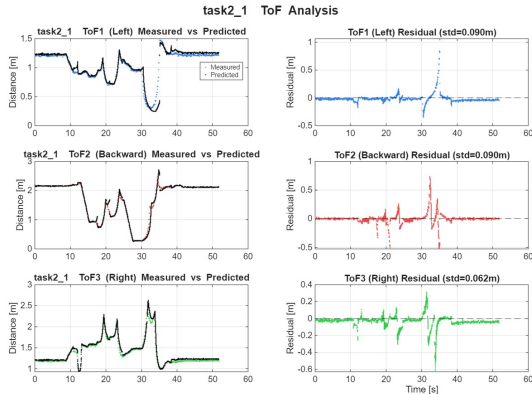 task2_1 ToF Analysis
task2_1 ToF1 (Left) Measured vs Predicted
Distance [m]
1.5
1
0.5
0
0 10 20 30 40 50 60
Measured
Predicted
ToF1 (Left) Residual (std=0.090m)
Residual [m]
1
0.5
0
-0.5
0 10 20 30 40 50 60
task2_1 ToF2 (Backward) Measured vs Predicted
Distance [m]
3
2
1
0
0 10 20 30 40 50 60
ToF2 (Backward) Residual (std=0.090m)
Residual [m]
1
0.5
0
-0.5
0 10 20 30 40 50 60
task2_1 ToF3 (Right) Measured vs Predicted
Distance [m]
3
2.5
2
1.5
1
0 10 20 30 40 50 60
ToF3 (Right) Residual (std=0.062m)
Residual [m]
0.4
0.2
0
-0.2
-0.4
-0.6
0 10 20 30 40 50 60
Time [s]